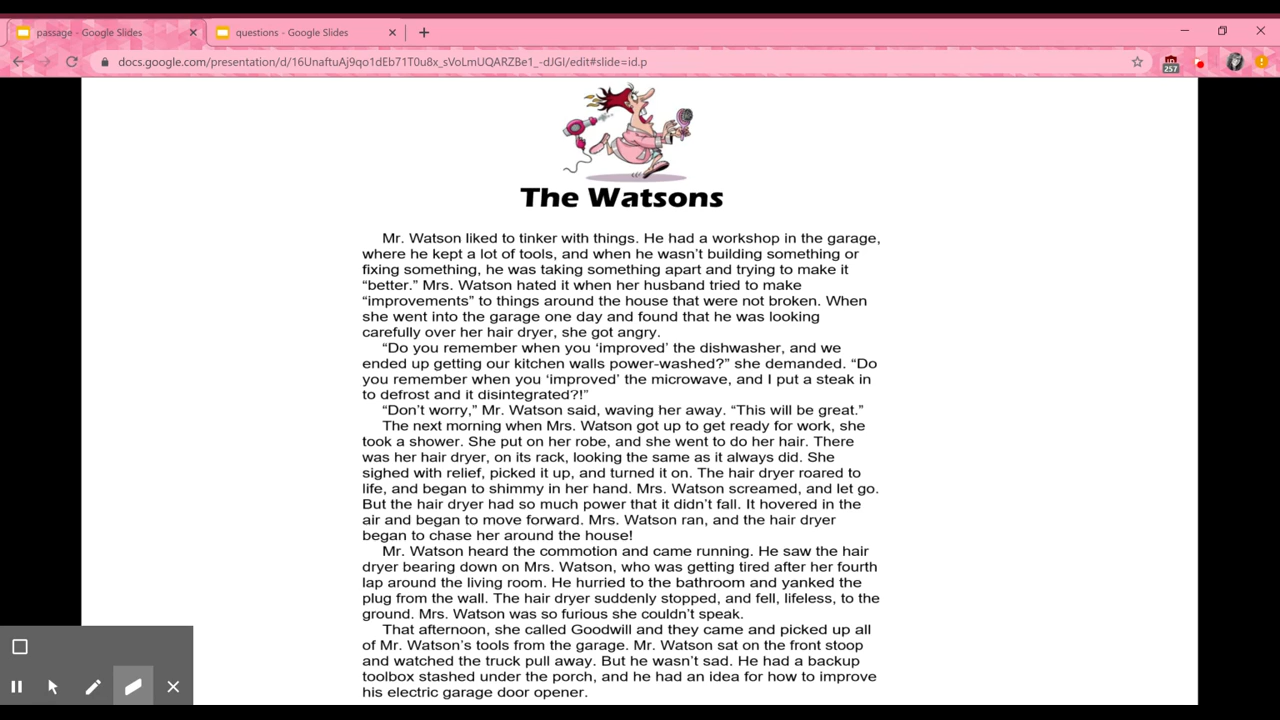 passage - Google Slides
questions - Google Slides
docs.google.com/presentation/d/16UnaftuAj9qo1dEb71T0u8x_sVoLmUQARZBe1_-dJGI/edit#slide=id.p
257
The Watsons
Mr. Watson liked to tinker with things. He had a workshop in the garage,
where he kept a lot of tools, and when he wasn't building something or
fixing something, he was taking something apart and trying to make it
“better.” Mrs. Watson hated it when her husband tried to make
“improvements” to things around the house that were not broken. When
she went into the garage one day and found that he was looking
carefully over her hair dryer, she got angry.
“Do you remember when you ‘improved’ the dishwasher, and we
ended up getting our kitchen walls power-washed?” she demanded. “Do
you remember when you ‘improved’ the microwave, and I put a steak in
to defrost and it disintegrated?!”
“Don’t worry,” Mr. Watson said, waving her away. “This will be great.”
The next morning when Mrs. Watson got up to get ready for work, she
took a shower. She put on her robe, and she went to do her hair. There
was her hair dryer, on its rack, looking the same as it always did. She
sighed with relief, picked it up, and turned it on. The hair dryer roared to
life, and began to shimmy in her hand. Mrs. Watson screamed, and let go.
But the hair dryer had so much power that it didn’t fall. It hovered in the
air and began to move forward. Mrs. Watson ran, and the hair dryer
began to chase her around the house!
Mr. Watson heard the commotion and came running. He saw the hair
dryer bearing down on Mrs. Watson, who was getting tired after her fourth
lap around the living room. He hurried to the bathroom and yanked the
plug from the wall. The hair dryer suddenly stopped, and fell, lifeless, to the
ground. Mrs. Watson was so furious she couldn’t speak.
That afternoon, she called Goodwill and they came and picked up all
of Mr. Watson’s tools from the garage. Mr. Watson sat on the front stoop
and watched the truck pull away. But he wasn’t sad. He had a backup
toolbox stashed under the porch, and he had an idea for how to improve
his electric garage door opener.